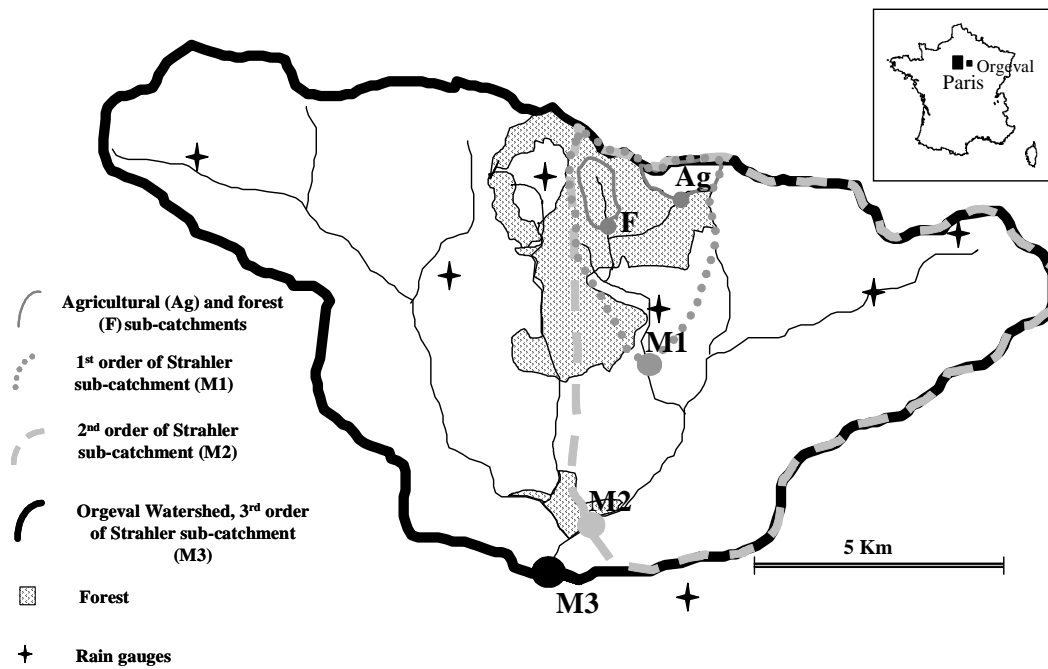 Orgeval
Paris
Ag
F
M1
M2
M3
5 Km
Agricultural (Ag) and forest
(F) sub-catchments
1st order of Strahler
sub-catchment (M1)
2nd order of Strahler
sub-catchment (M2)
Orgeval Watershed, 3rd order
of Strahler sub-catchment
(M3)
Forest
Rain gauges